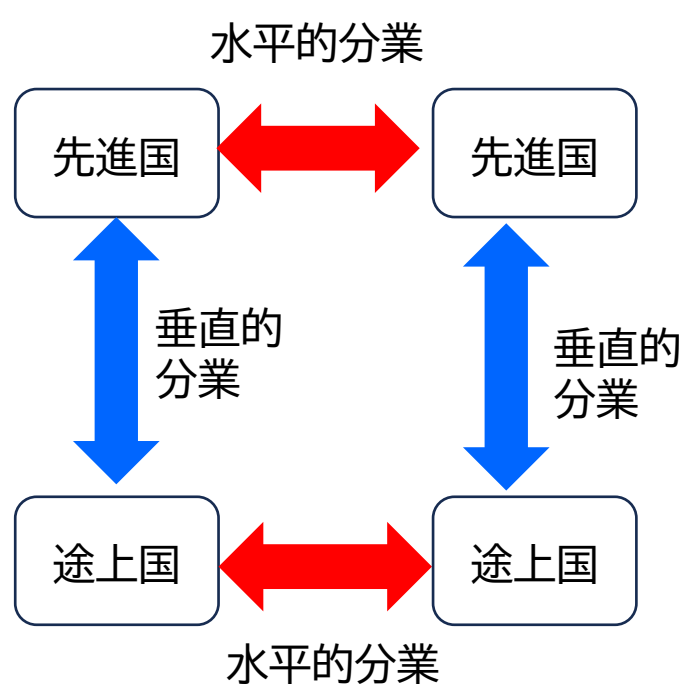 水平的分業
先進国
先進国
垂直的
分業
垂直的
分業
途上国
途上国
水平的分業